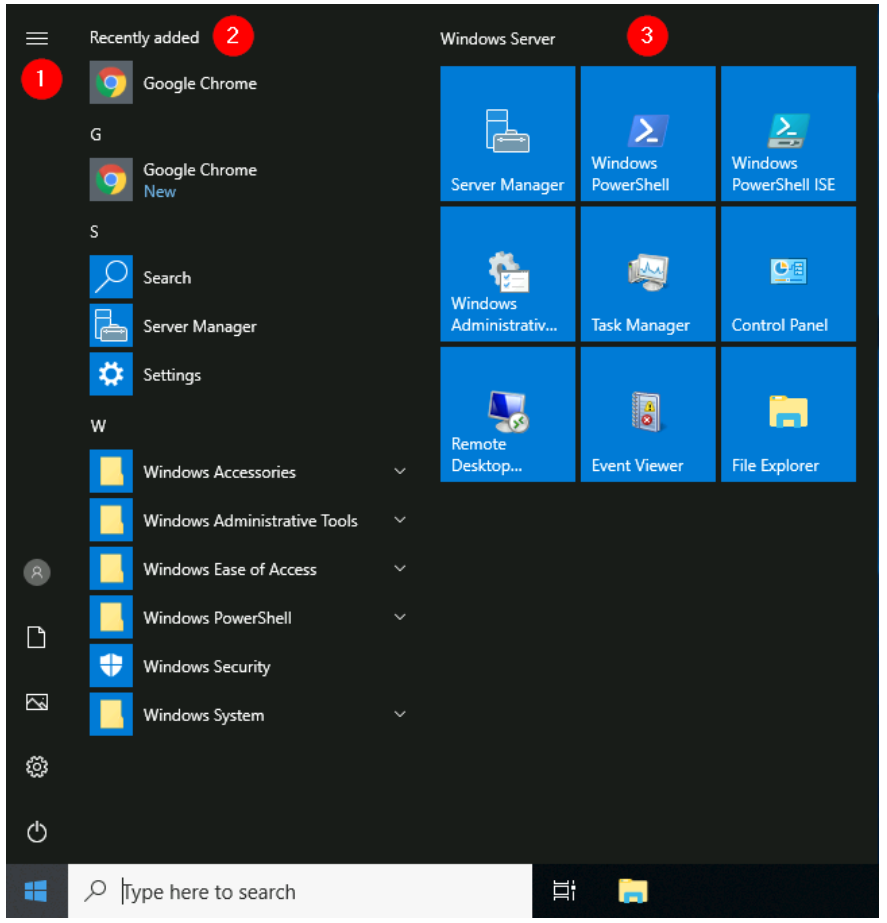 Recently added
2
1
Google Chrome
G
Google Chrome
New
S
Search
Server Manager
Settings
W
Windows Accessories
Windows Administrative Tools
Windows Ease of Access
Windows PowerShell
Windows Security
Windows System
Windows Server
3
Server Manager
Windows
PowerShell
Windows
PowerShell ISE
Windows
Administrativ...
Task Manager
Control Panel
Remote
Desktop...
Event Viewer
File Explorer
Type here to search